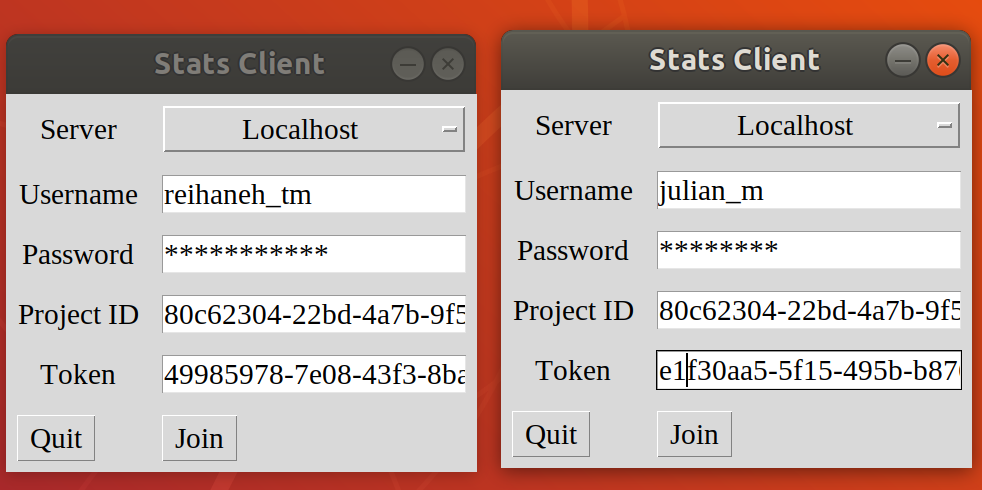 Stats Client
Server
Localhost
Username
reihaneh_tm
Password
***********
Project ID
80c62304-22bd-4a7b-9f5
Token
49985978-7e08-43f3-8ba
Quit
Join
Stats Client
Server
Localhost
Username
julian_m
Password
********
Project ID
80c62304-22bd-4a7b-9f5
Token
e1f30aa5-5f15-495b-b87
Quit
Join